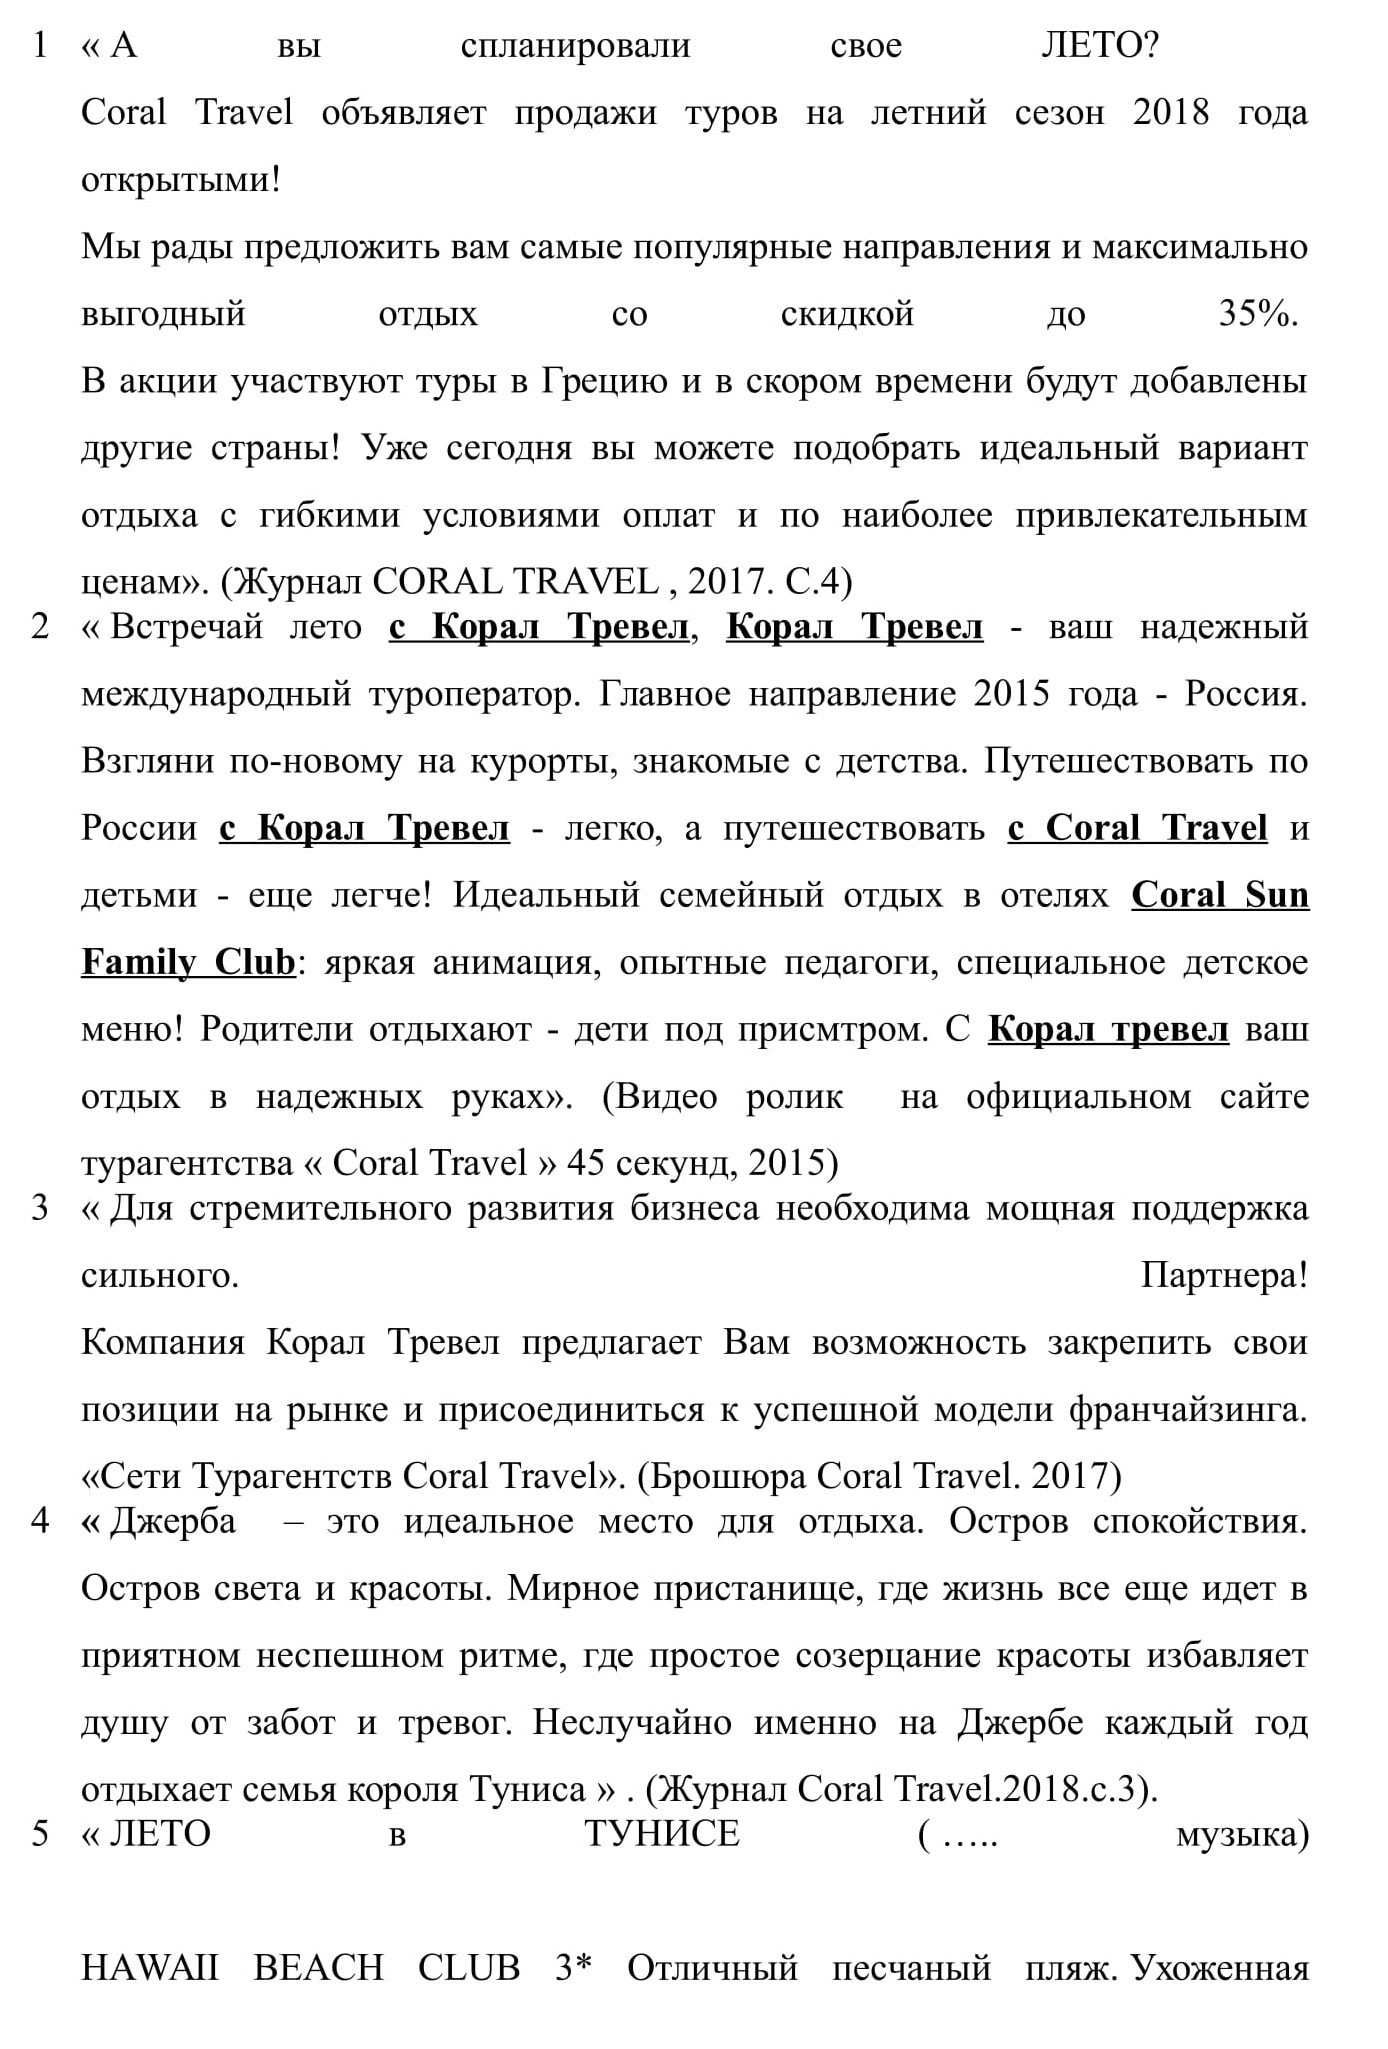 1 « А вы спланировали свое ЛЕТО?
Coral Travel объявляет продажи туров на летний сезон 2018 года
открытыми!
Мы рады предложить вам самые популярные направления и максимально
выгодный отдых со скидкой до 35%.
В акции участвуют туры в Грецию и в скором времени будут добавлены
другие страны! Уже сегодня вы можете подобрать идеальный вариант
отдыха с гибкими условиями оплат и по наиболее привлекательным
ценам». (Журнал CORAL TRAVEL , 2017. С.4)
2 « Встречай лето с Корал Тревел, Корал Тревел - ваш надежный
международный туроператор. Главное направление 2015 года - Россия.
Взгляни по-новому на курорты, знакомые с детства. Путешествовать по
России с Корал Тревел - легко, а путешествовать с Coral Travel и
детьми - еще легче! Идеальный семейный отдых в отелях Coral Sun
Family Club: яркая анимация, опытные педагоги, специальное детское
меню! Родители отдыхают - дети под присмтром. С Корал тревел ваш
отдых в надежных руках». (Видео ролик на официальном сайте
турагентства « Coral Travel » 45 секунд, 2015)
3 « Для стремительного развития бизнеса необходима мощная поддержка
сильного. Партнера!
Компания Корал Тревел предлагает Вам возможность закрепить свои
позиции на рынке и присоединиться к успешной модели франчайзинга.
«Сети Турагентств Coral Travel». (Брошюра Coral Travel. 2017)
4 « Джерба – это идеальное место для отдыха. Остров спокойствия.
Остров света и красоты. Мирное пристанище, где жизнь все еще идет в
приятном неспешном ритме, где простое созерцание красоты избавляет
душу от забот и тревог. Неслучайно именно на Джербе каждый год
отдыхает семья короля Туниса » . (Журнал Coral Travel.2018.с.3).
5 « ЛЕТО в ТУНИСЕ ( ….. музыка)
HAWAII BEACH CLUB 3* Отличный песчаный пляж. Ухоженная